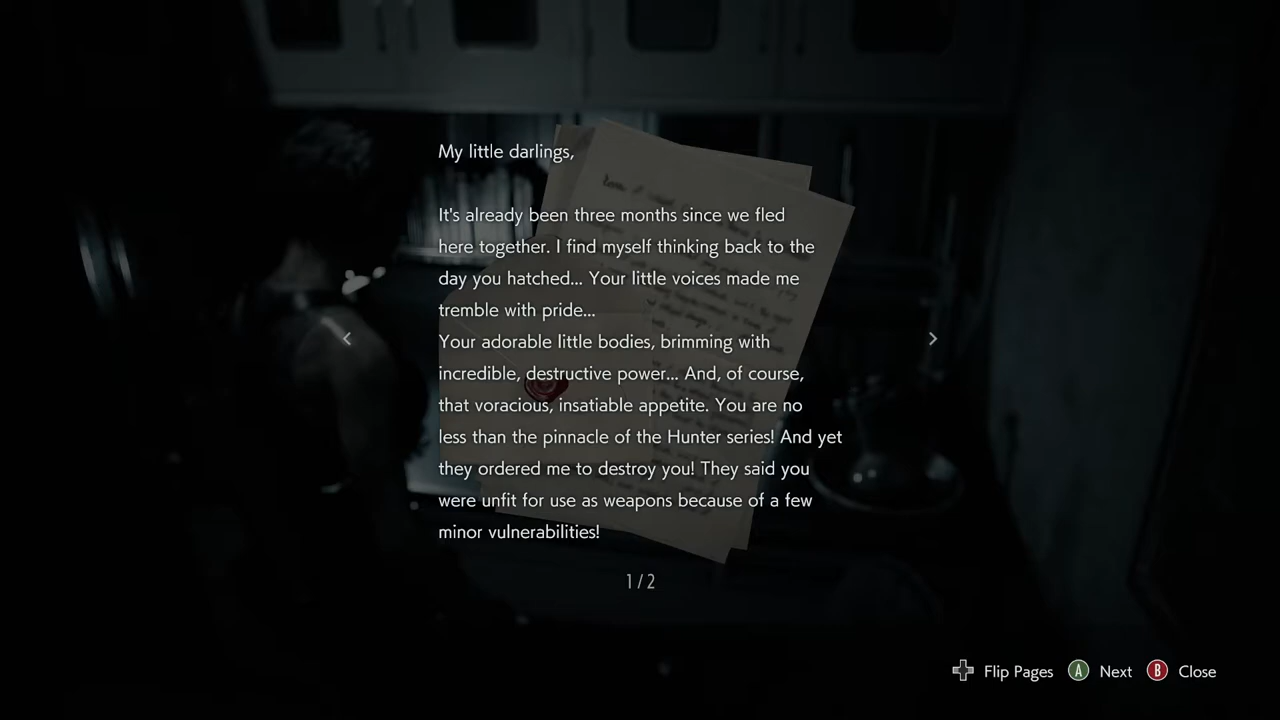 My little darlings,
It's already been three months since we fled
here together. I find myself thinking back to the
day you hatched... Your little voices made me
tremble with pride...
Your adorable little bodies, brimming with
incredible, destructive power... And, of course,
that voracious, insatiable appetite. You are no
less than the pinnacle of the Hunter series! And yet
they ordered me to destroy you! They said you
were unfit for use as weapons because of a few
minor vulnerabilities!
1 / 2
Flip Pages A Next B Close